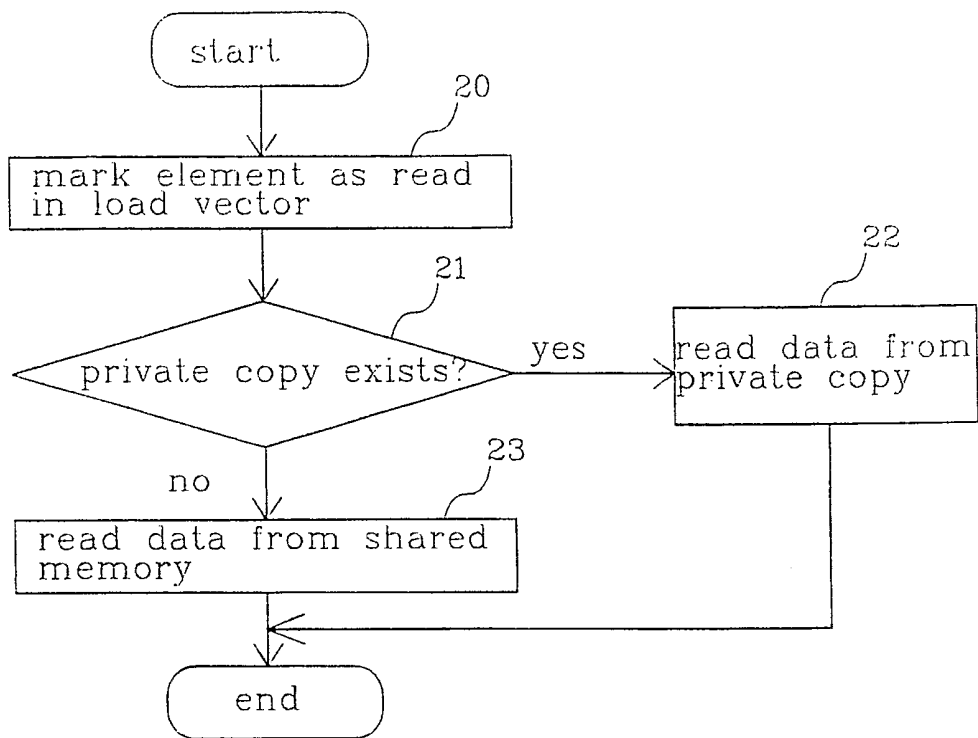 start
20
mark element as read
in load vector
21
private copy exists?
yes
22
read data from
private copy
no
23
read data from shared
memory
end